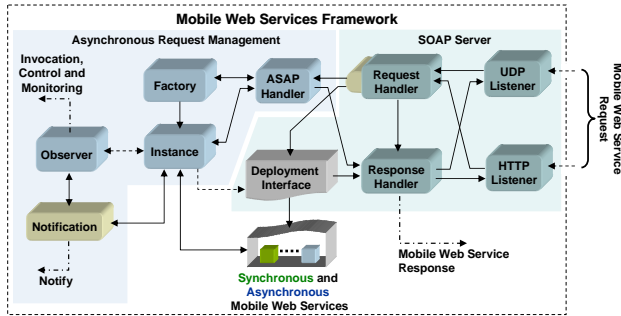 Mobile Web Services Framework
Asynchronous Request Management
SOAP Server
Invocation,
Control and
Monitoring
Factory
ASAP
Handler
Request
Handler
UDP
Listener
Mobile Web Service
Request
Observer
Instance
Deployment
Interface
Response
Handler
HTTP
Listener
Notification
Notify
Synchronous and
Asynchronous
Mobile Web Services
Mobile Web Service
Response